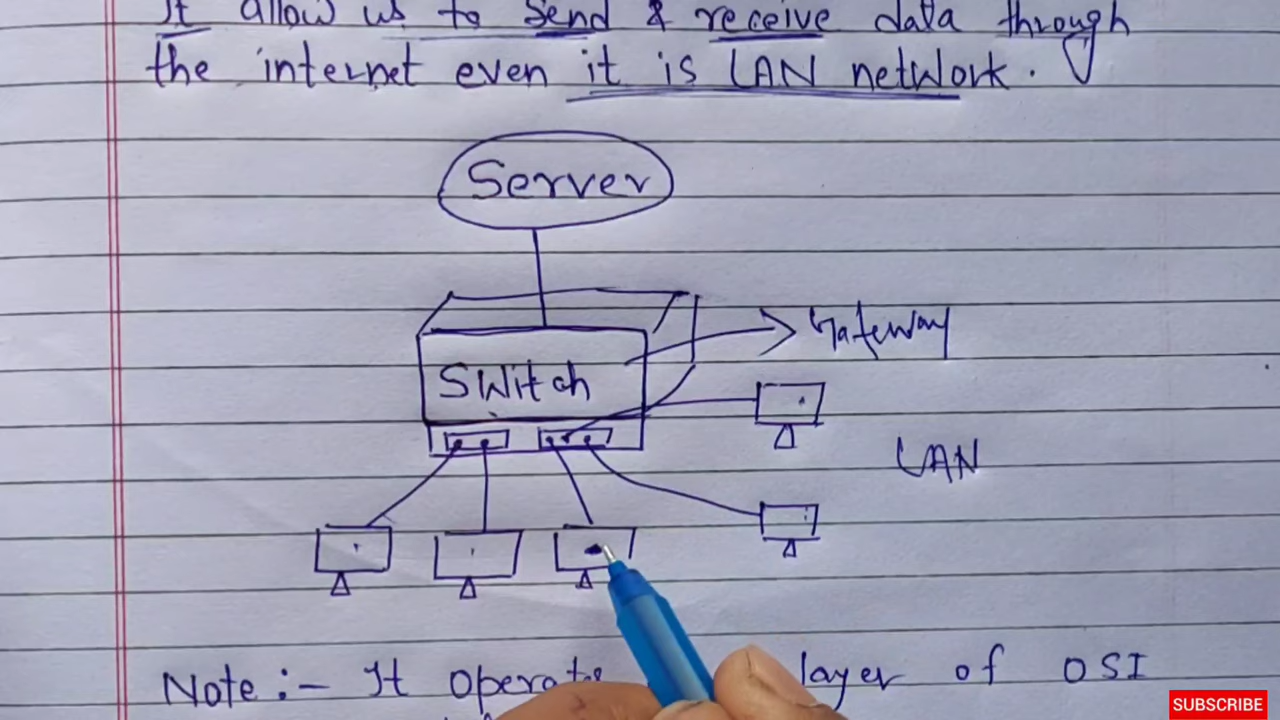 It allow us to send & receive data through
the internet even it is LAN network.
Server
Gateway
Switch
LAN
Note:- It operate layer of OSI
SUBSCRIBE